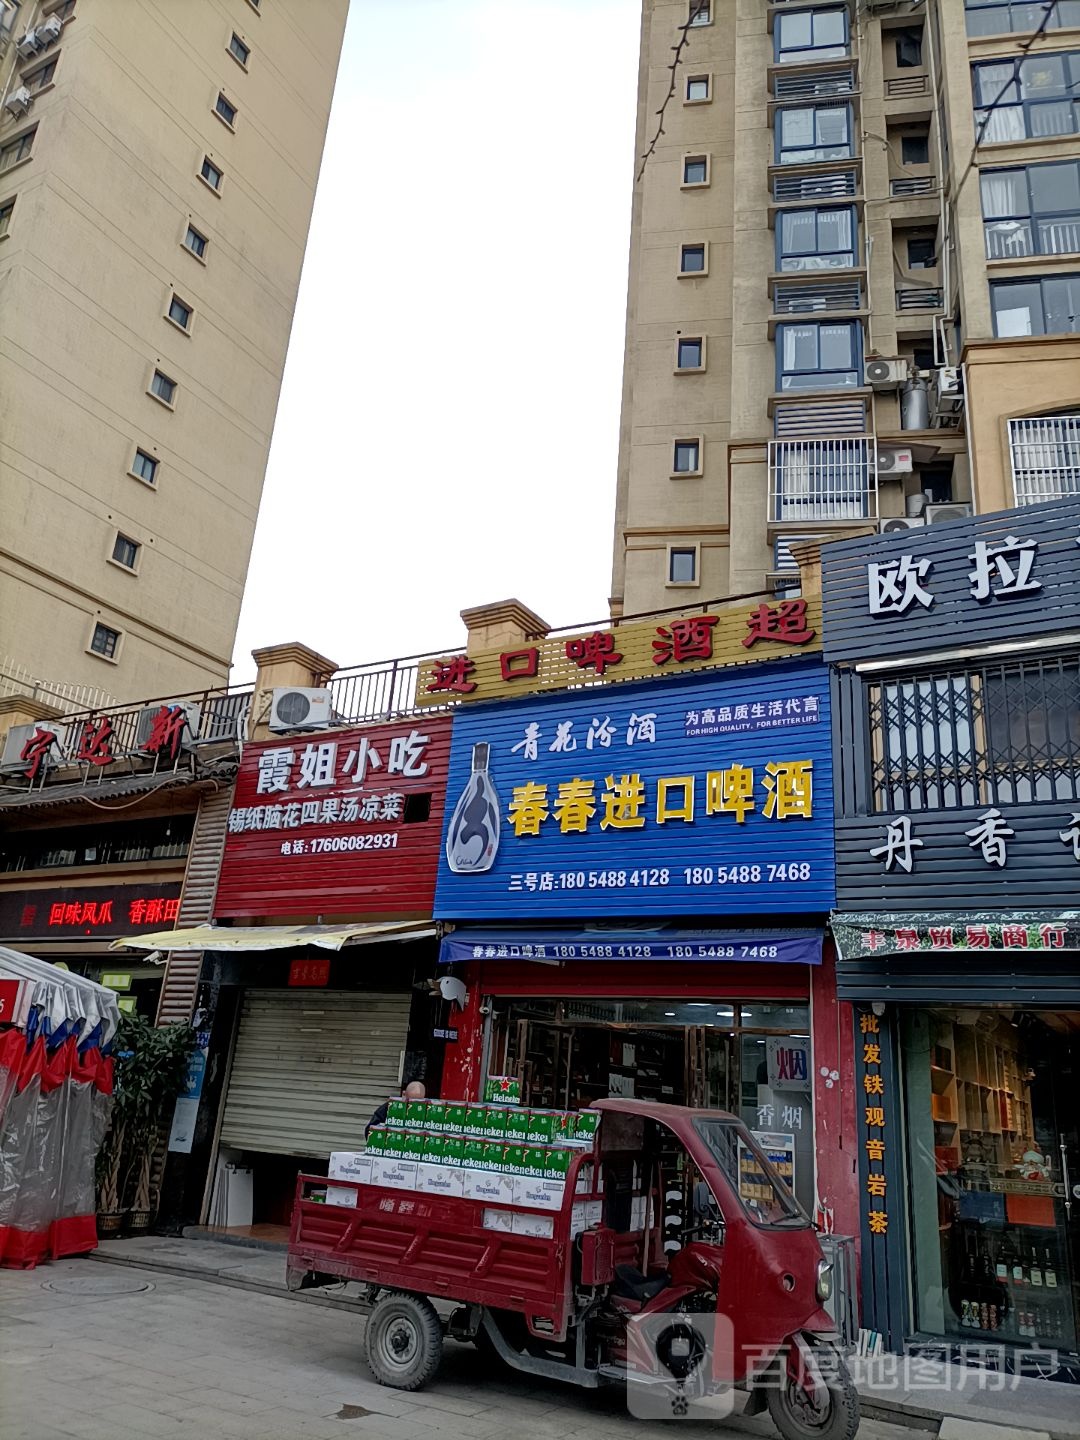 欧拉
进口啤酒超
宁达新
霞姐小吃
锡纸脑花四果汤凉菜
电话:17606082931
青花汾酒
为高品质生活代言
FOR HIGH QUALITY, FOR BETTER LIFE
春春进口啤酒
三号店:180 5488 4128 180 5488 7468
丹香
回味凤爪 香酥田
春春进口啤酒 180 5488 4128 180 5488 7468
丰泉贸易商行
批发铁观音岩茶
烟
香烟
Heineken
百度地图用户